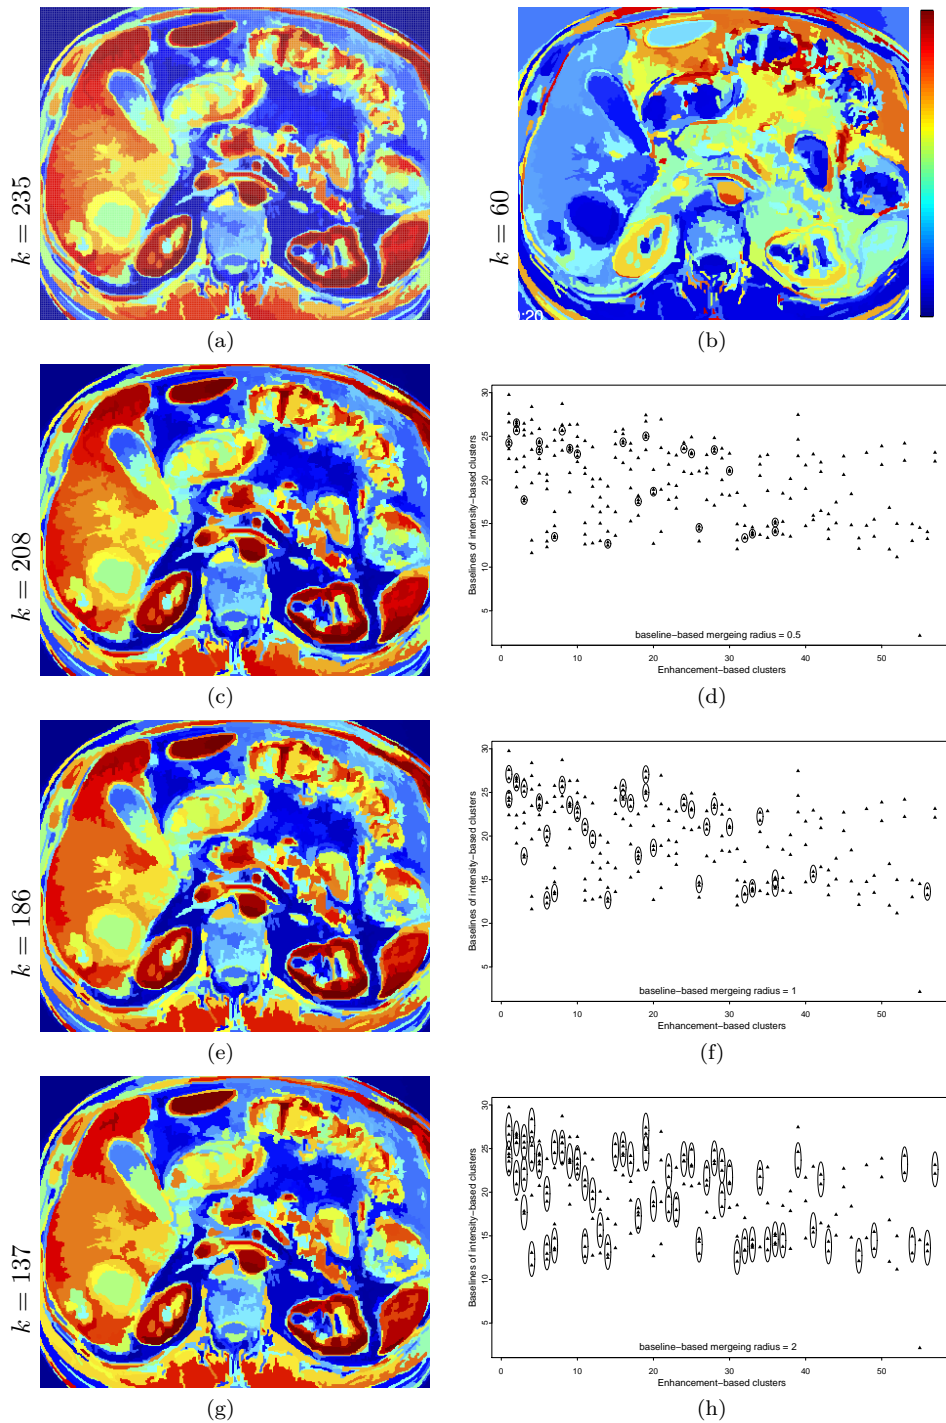 k = 235
k = 60
:20
(a)
(b)
k = 208
Baselines of intensity-based clusters
30
25
20
15
10
5
baseline-based mergeing radius = 0.5
0 10 20 30 40 50
Enhancement-based clusters
(c)
(d)
k = 186
Baselines of intensity-based clusters
30
25
20
15
10
5
baseline-based mergeing radius = 1
0 10 20 30 40 50
Enhancement-based clusters
(e)
(f)
k = 137
Baselines of intensity-based clusters
30
25
20
15
10
5
baseline-based mergeing radius = 2
0 10 20 30 40 50
Enhancement-based clusters
(g)
(h)